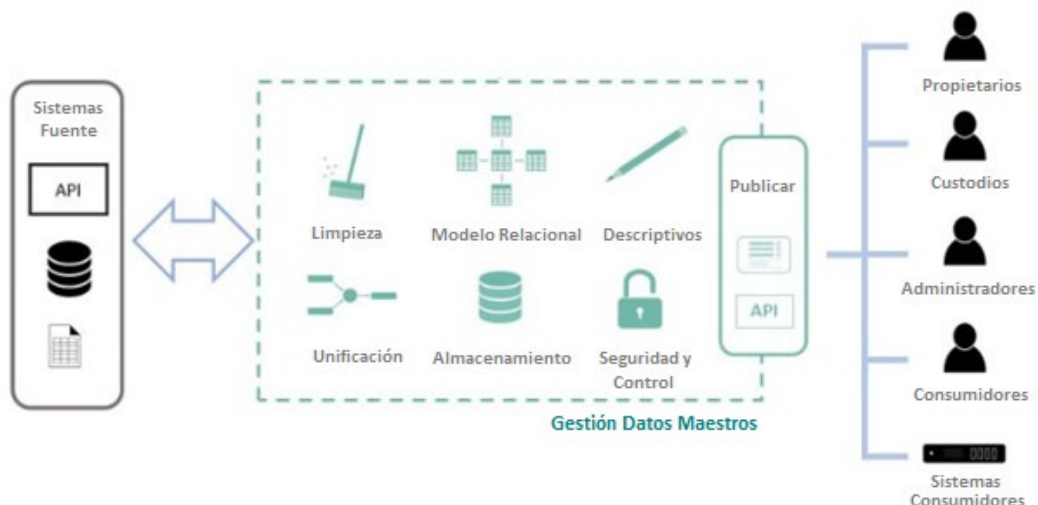 Sistemas
Fuente
API
Limpieza
Modelo Relacional
Descriptivos
Unificación
Almacenamiento
Seguridad y
Control
Publicar
API
Gestión Datos Maestros
Propietarios
Custodios
Administradores
Consumidores
Sistemas
Consumidores